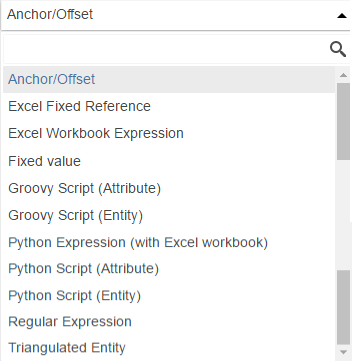 Anchor/Offset
Anchor/Offset
Excel Fixed Reference
Excel Workbook Expression
Fixed value
Groovy Script (Attribute)
Groovy Script (Entity)
Python Expression (with Excel workbook)
Python Script (Attribute)
Python Script (Entity)
Regular Expression
Triangulated Entity